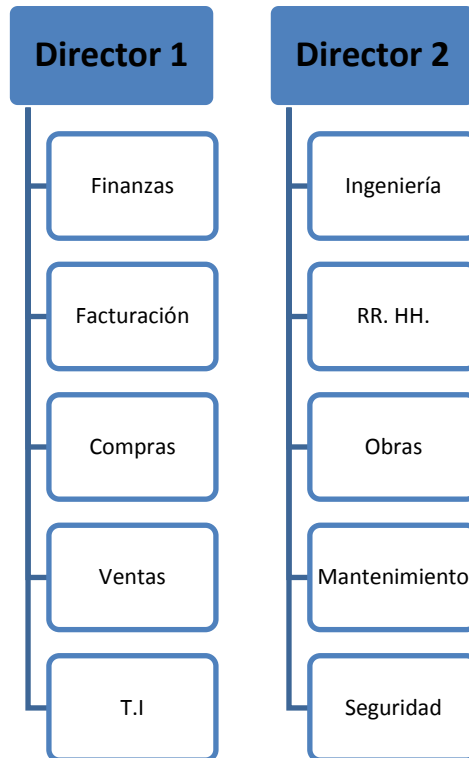 Director 1
Finanzas
Facturación
Compras
Ventas
T.I
Director 2
Ingeniería
RR. HH.
Obras
Mantenimiento
Seguridad